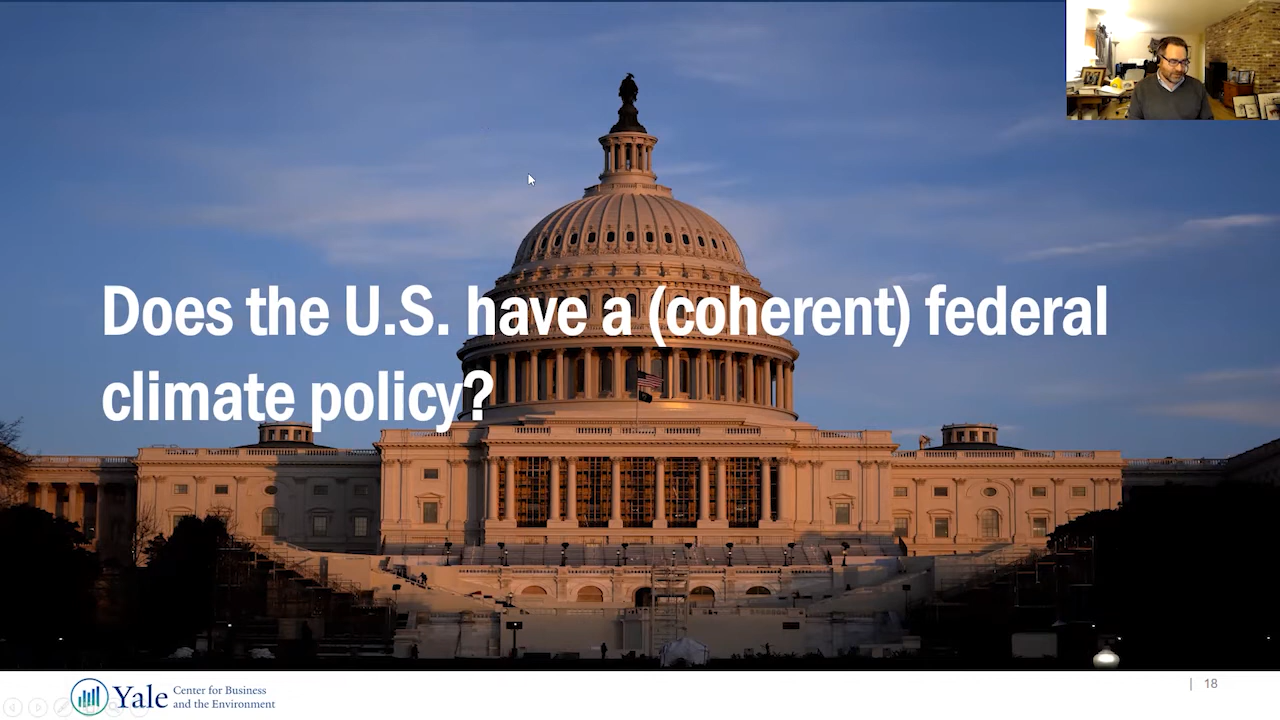 Does the U.S. have a (coherent) federal
climate policy?
Yale Center for Business
and the Environment
| 18